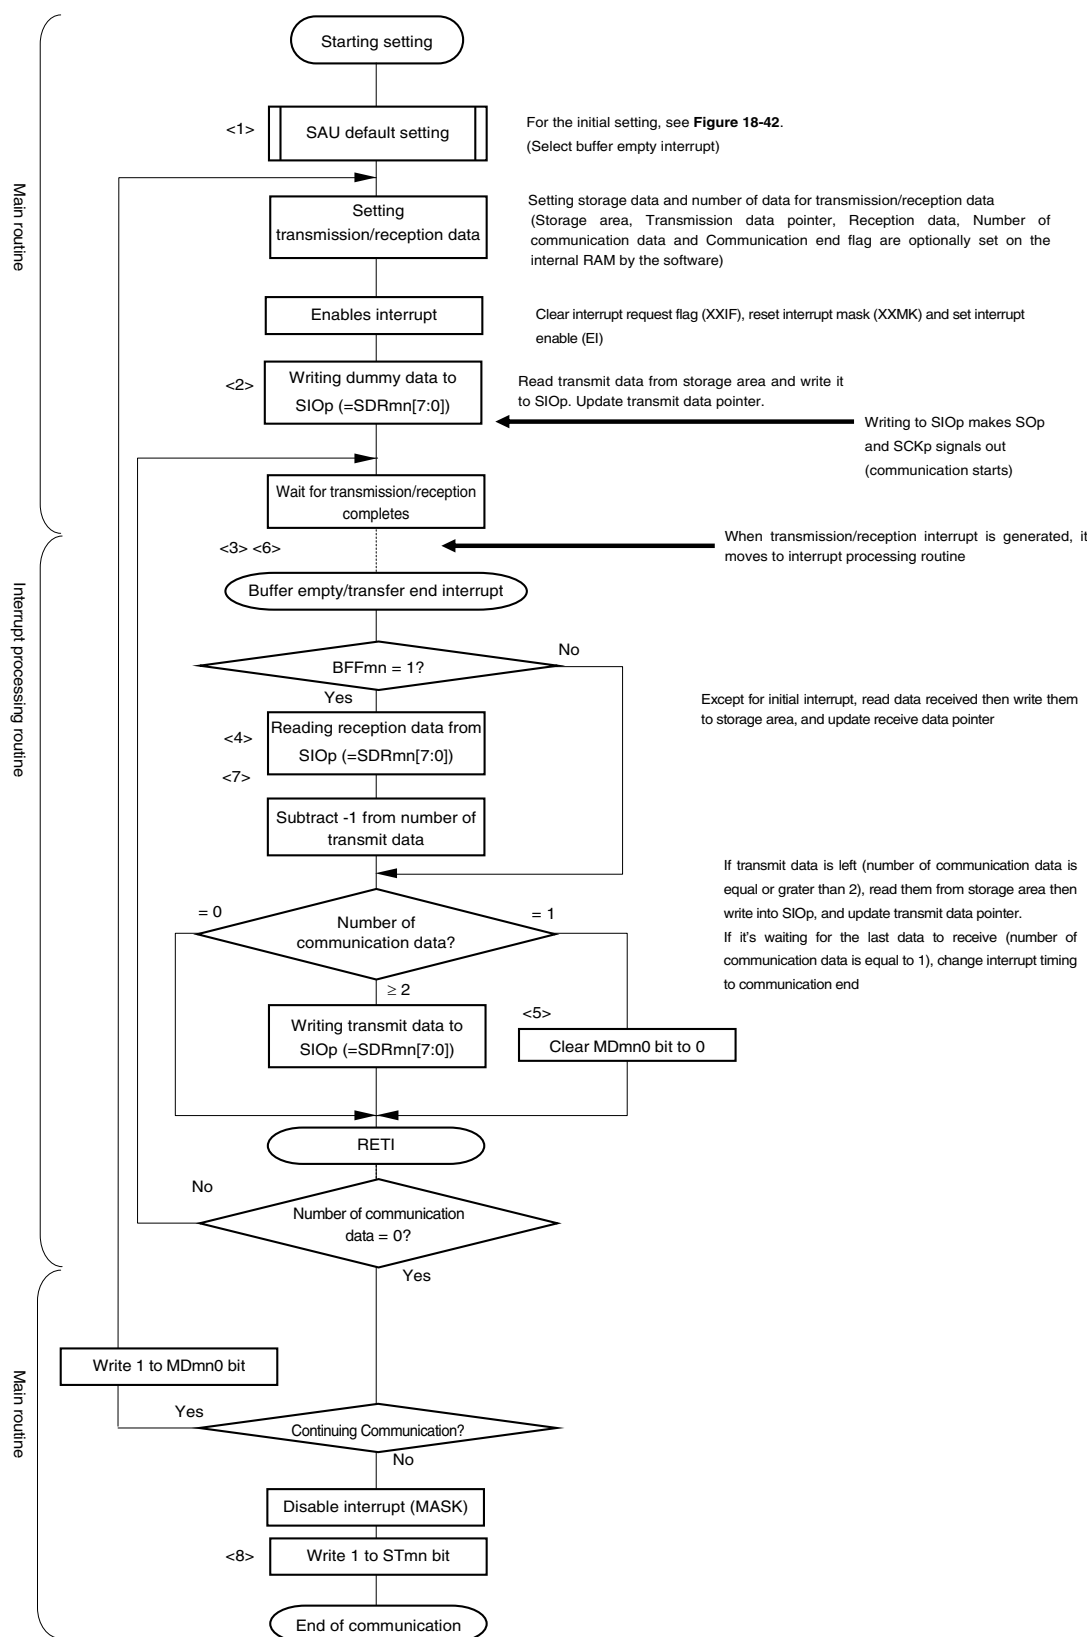 Starting setting
<1>
SAU default setting
For the initial setting, see Figure 18-42.
(Select buffer empty interrupt)
Main routine
Setting
transmission/reception data
Setting storage data and number of data for transmission/reception data
(Storage area, Transmission data pointer, Reception data, Number of
communication data and Communication end flag are optionally set on the
internal RAM by the software)
Enables interrupt
Clear interrupt request flag (XXIF), reset interrupt mask (XXMK) and set interrupt
enable (EI)
<2>
Writing dummy data to
SIOp (=SDRmn[7:0])
Read transmit data from storage area and write it
to SIOp. Update transmit data pointer.
Writing to SIOp makes SOp
and SCKp signals out
(communication starts)
Wait for transmission/reception
completes
<3> <6>
When transmission/reception interrupt is generated, it
moves to interrupt processing routine
Interrupt processing routine
Buffer empty/transfer end interrupt
BFFmn = 1?
No
Yes
Except for initial interrupt, read data received then write them
to storage area, and update receive data pointer
<4>
Reading reception data from
SIOp (=SDRmn[7:0])
<7>
Subtract -1 from number of
transmit data
If transmit data is left (number of communication data is
equal or grater than 2), read them from storage area then
write into SIOp, and update transmit data pointer.
If it's waiting for the last data to receive (number of
communication data is equal to 1), change interrupt timing
to communication end
= 0
Number of
communication data?
= 1
≥ 2
<5>
Writing transmit data to
SIOp (=SDRmn[7:0])
Clear MDmn0 bit to 0
RETI
No
Number of communication
data = 0?
Yes
Main routine
Write 1 to MDmn0 bit
Yes
Continuing Communication?
No
Disable interrupt (MASK)
<8>
Write 1 to STmn bit
End of communication